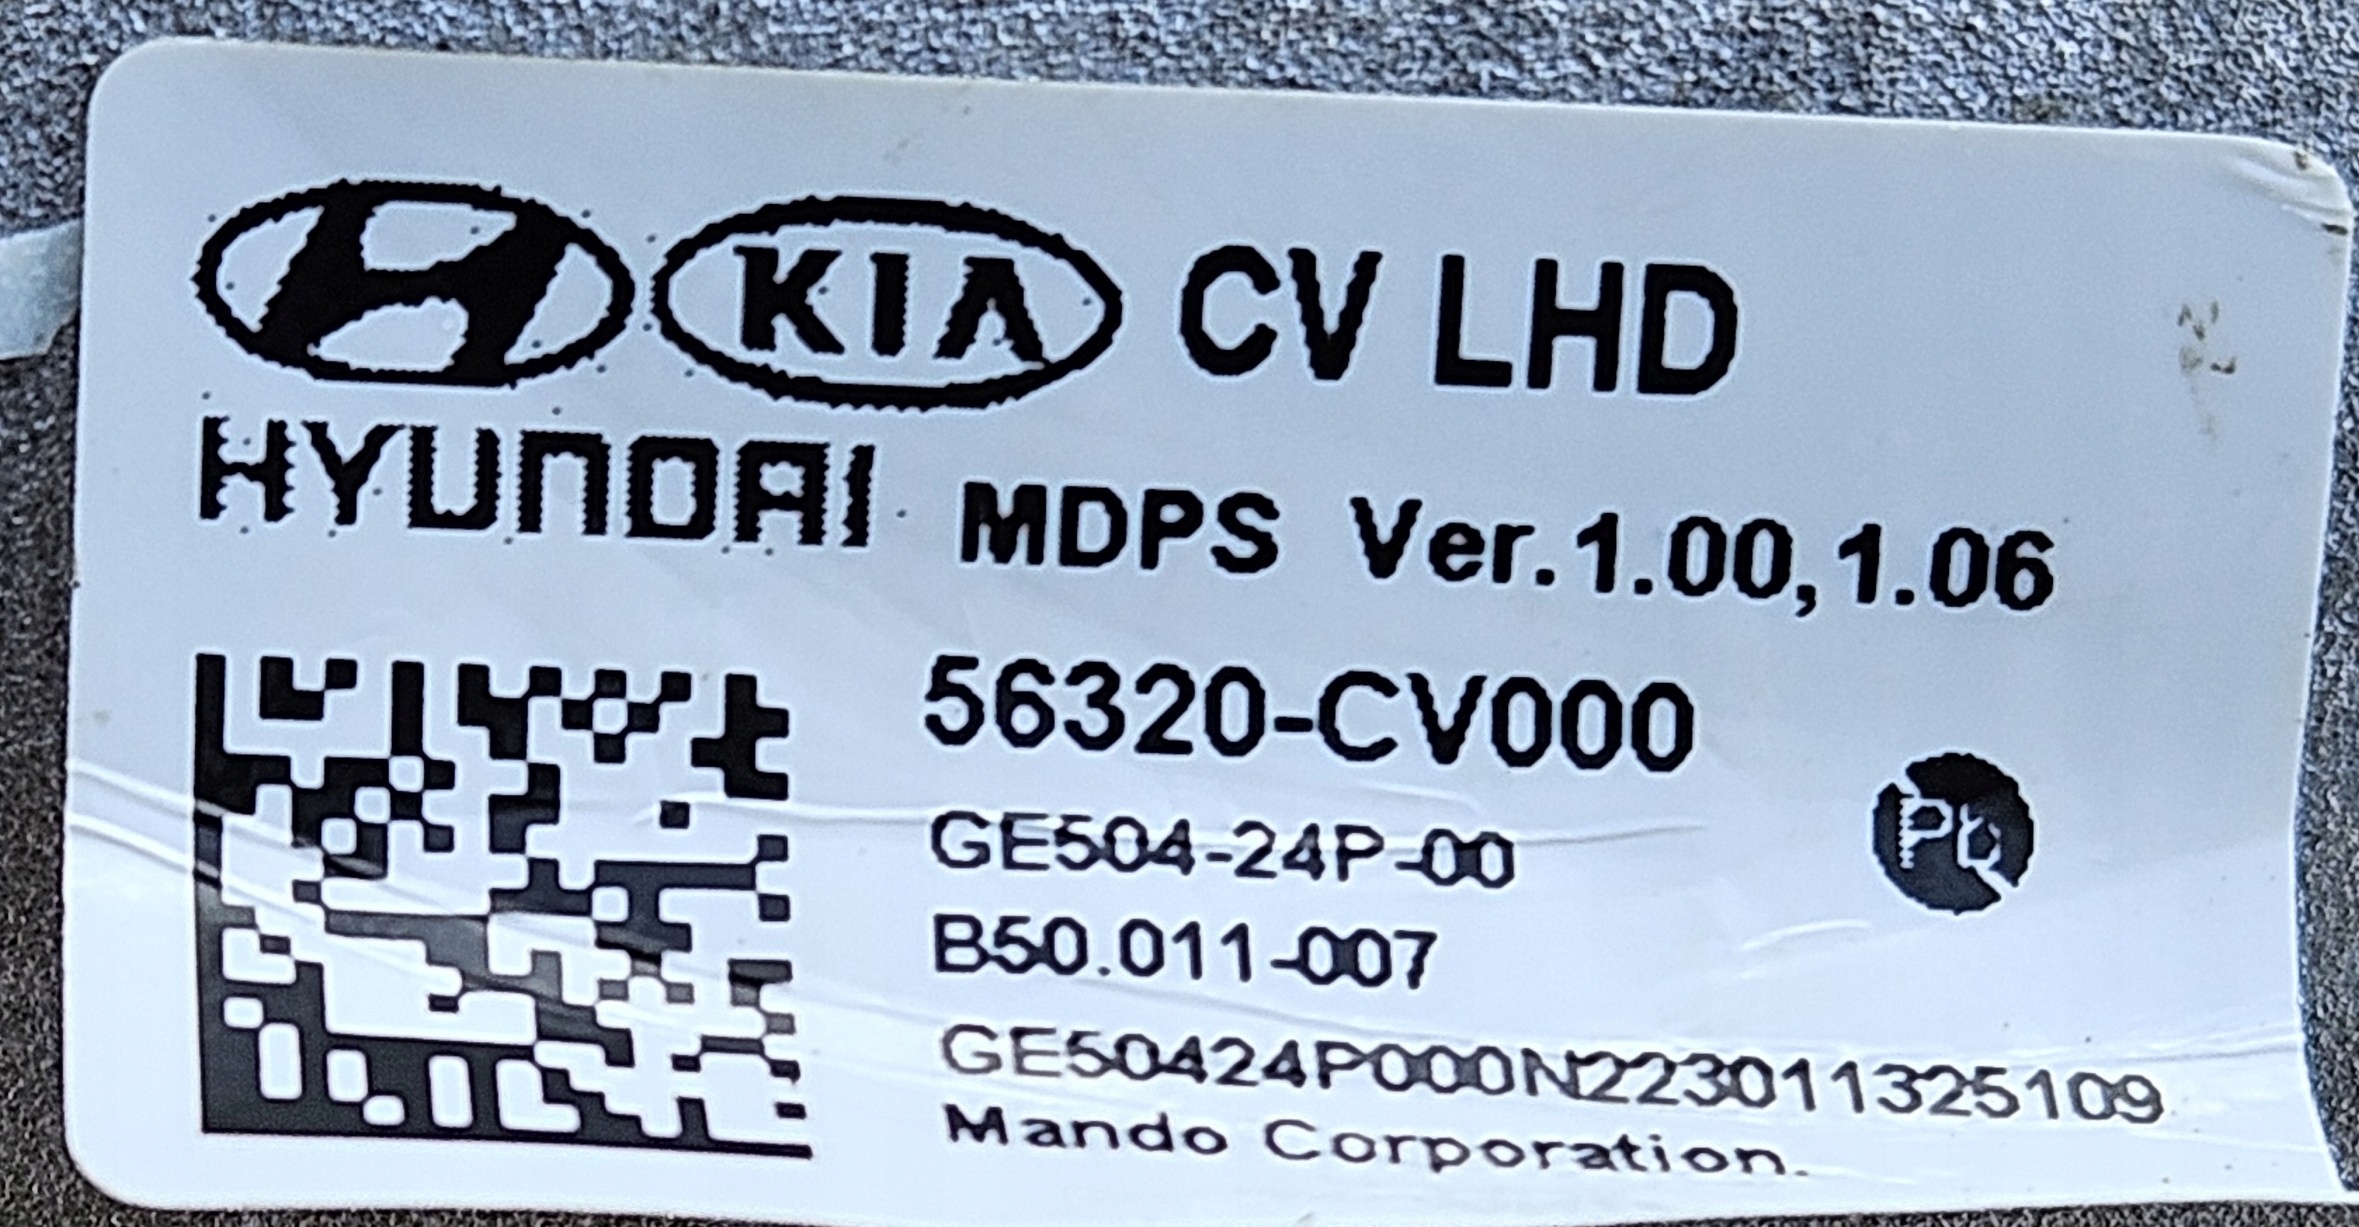 KIA CV LHD
HYUNDAI MDPS Ver.1.00,1.06
56320-CV000
GE504-24P-00
Pb
B50.011-007
GE50424P000N223011325109
Mando Corporation.